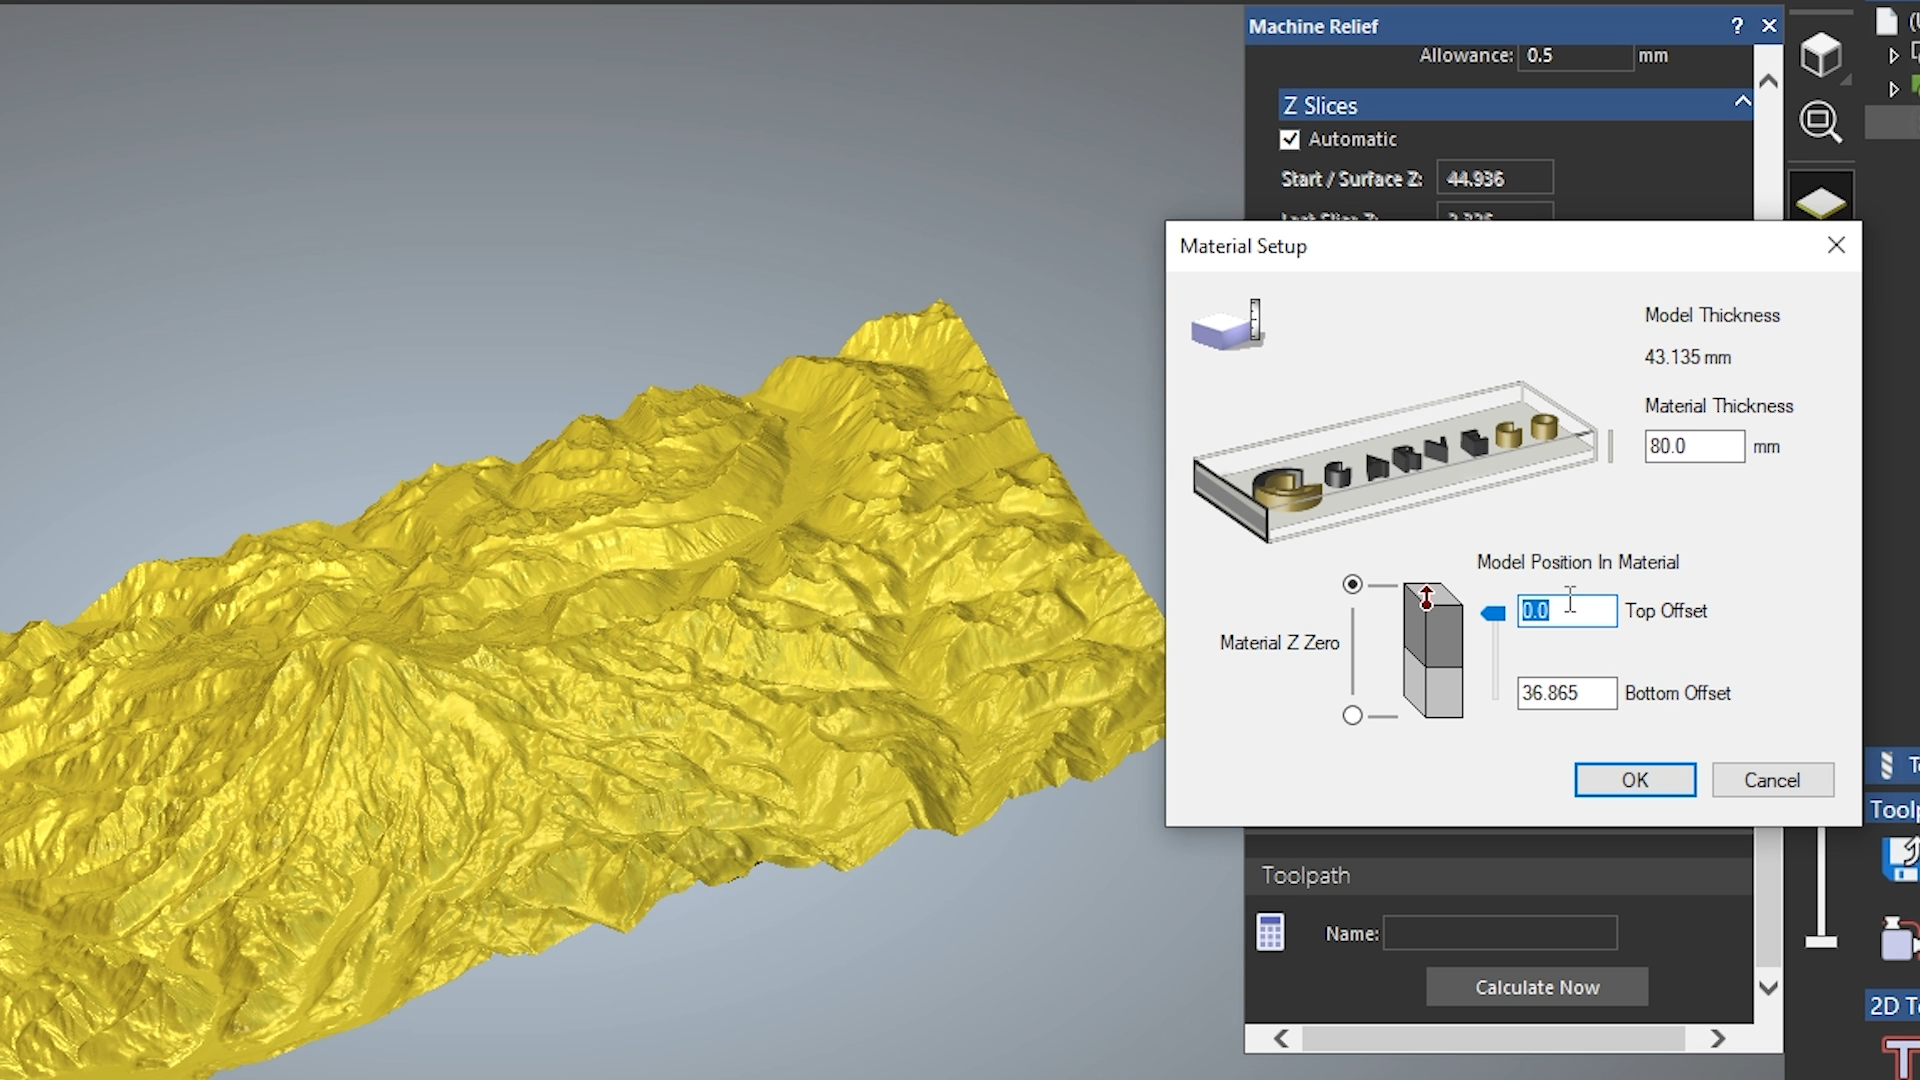 Machine Relief ?
Allowance: 0.5 mm
Z Slices
Automatic
Start / Surface Z: 44.936
Material Setup
Model Thickness
43.135 mm
Material Thickness
80.0 mm
Model Position In Material
0.0 Top Offset
Material Z Zero
36.865 Bottom Offset
OK Cancel
Toolpath
Name:
Calculate Now
2D